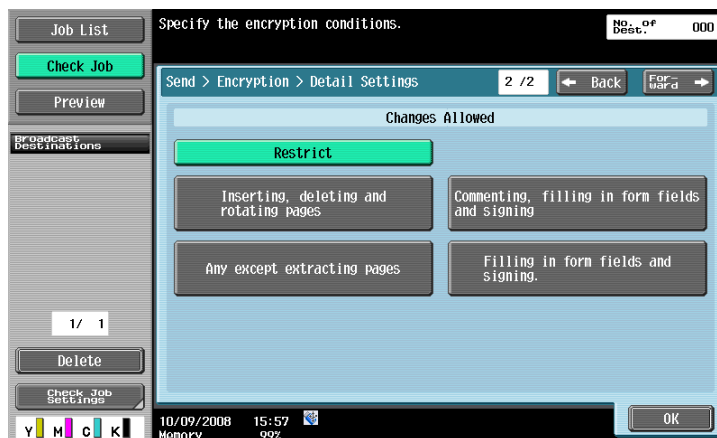 Job List
Check Job
Preview
Broadcast
Destinations
1/ 1
Delete
Check Job
Settings
Y M C K
Specify the encryption conditions.
No. of
Dest.
000
Send > Encryption > Detail Settings
2 /2
← Back
For-
ward →
Changes Allowed
Restrict
Inserting, deleting and
rotating pages
Commenting, filling in form fields
and signing
Any except extracting pages
Filling in form fields and
signing.
10/09/2008 15:57
Memory 99%
OK